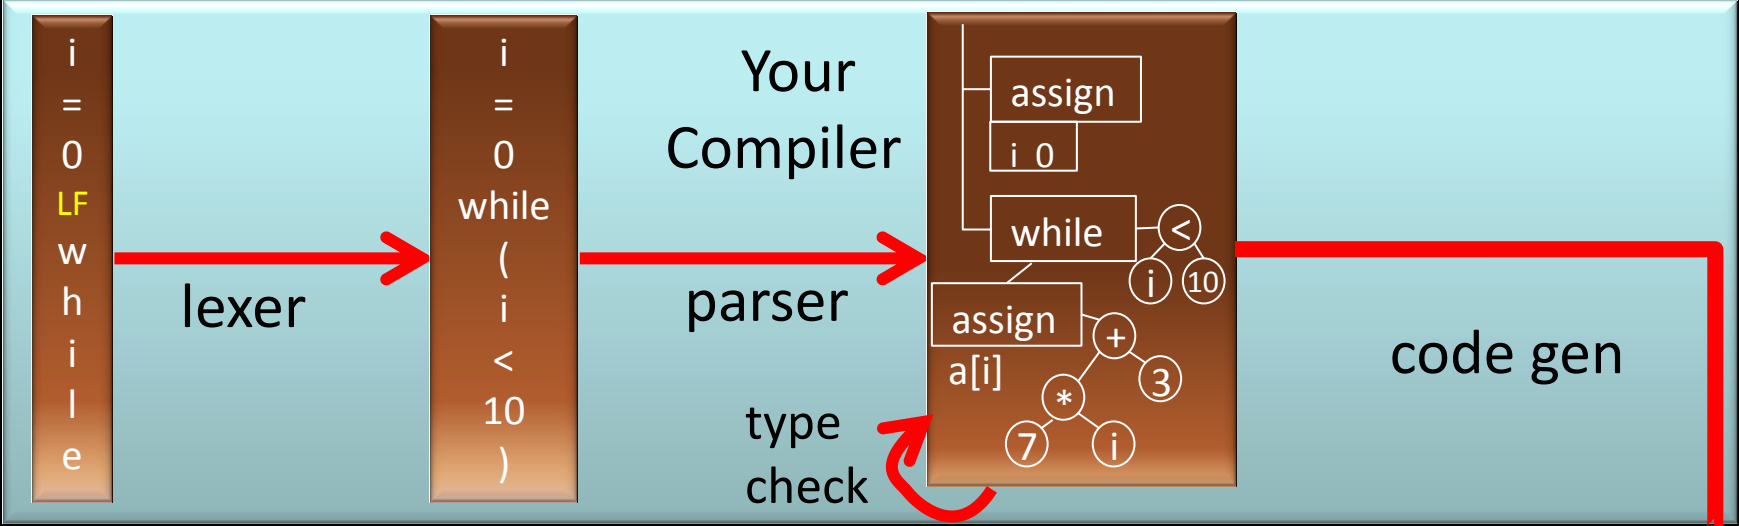 i
=
0
LF
w
h
i
l
e
lexer
i
=
0
while
(
i
<
10
)
Your
Compiler
parser
assign
i 0
while
<
i
10
assign
a[i]
+
3
*
7
i
type
check
code gen